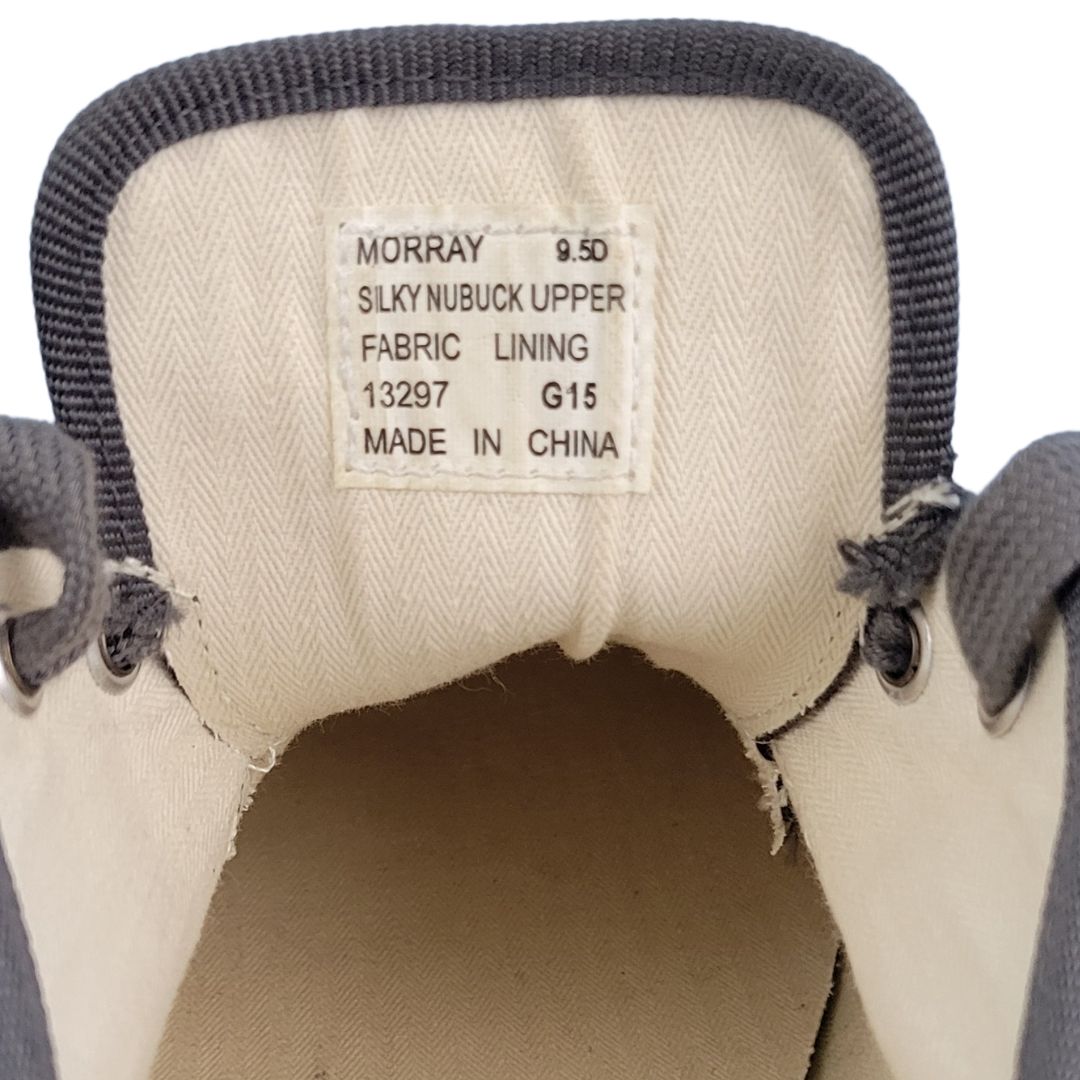 MORRAY 9.5D
SILKY NUBUCK UPPER
FABRIC LINING
13297 G15
MADE IN CHINA